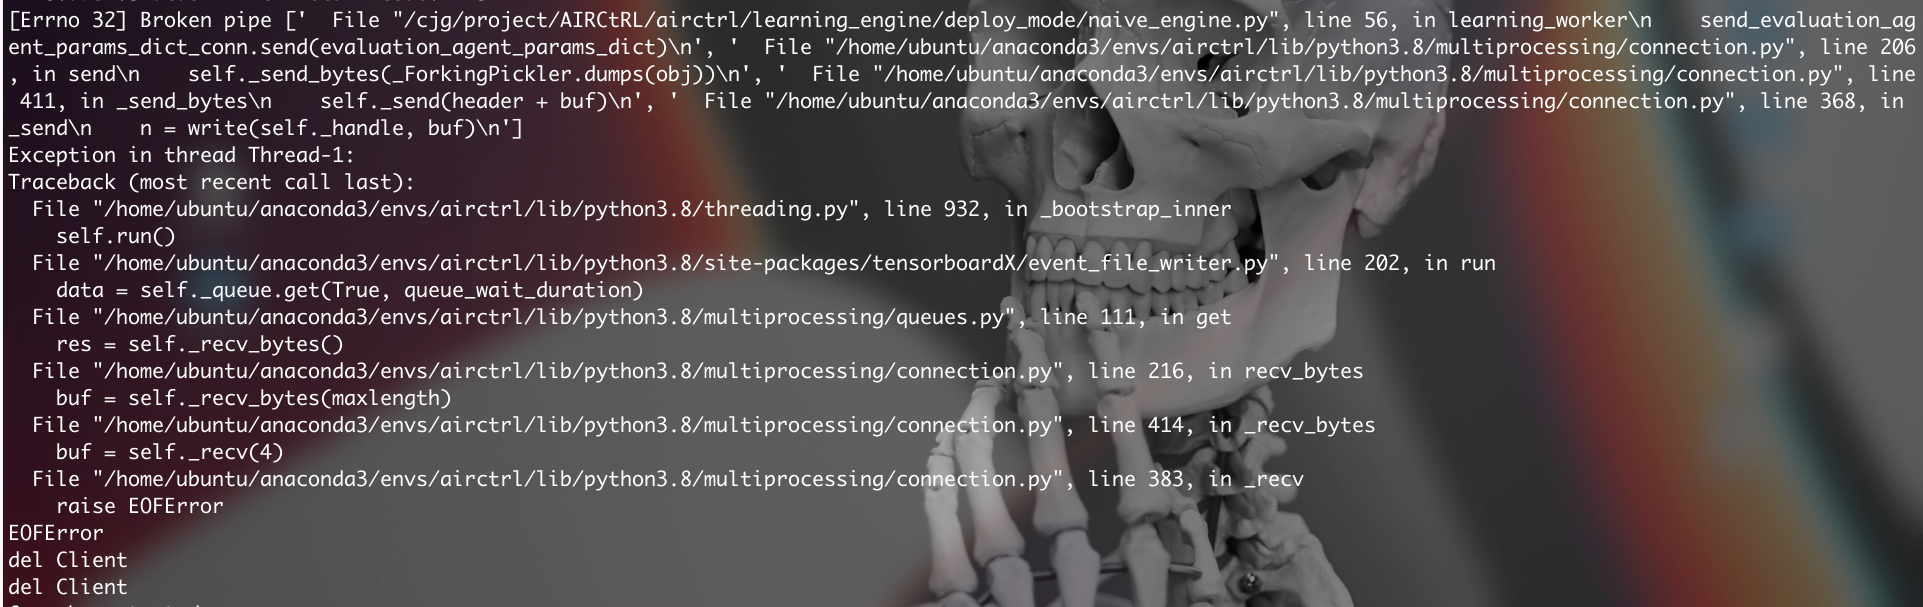 [Errno 32] Broken pipe ['  File "/cjg/project/AIRCtRL/airctrl/learning_engine/deploy_mode/naive_engine.py", line 56, in learning_worker\n    send_evaluation_ag
ent_params_dict_conn.send(evaluation_agent_params_dict)\n', '  File "/home/ubuntu/anaconda3/envs/airctrl/lib/python3.8/multiprocessing/connection.py", line 206
, in send\n    self._send_bytes(_ForkingPickler.dumps(obj))\n', '  File "/home/ubuntu/anaconda3/envs/airctrl/lib/python3.8/multiprocessing/connection.py", line
 411, in _send_bytes\n    self._send(header + buf)\n', '  File "/home/ubuntu/anaconda3/envs/airctrl/lib/python3.8/multiprocessing/connection.py", line 368, in
_send\n    n = write(self._handle, buf)\n']
Exception in thread Thread-1:
Traceback (most recent call last):
  File "/home/ubuntu/anaconda3/envs/airctrl/lib/python3.8/threading.py", line 932, in _bootstrap_inner
    self.run()
  File "/home/ubuntu/anaconda3/envs/airctrl/lib/python3.8/site-packages/tensorboardX/event_file_writer.py", line 202, in run
    data = self._queue.get(True, queue_wait_duration)
  File "/home/ubuntu/anaconda3/envs/airctrl/lib/python3.8/multiprocessing/queues.py", line 111, in get
    res = self._recv_bytes()
  File "/home/ubuntu/anaconda3/envs/airctrl/lib/python3.8/multiprocessing/connection.py", line 216, in recv_bytes
    buf = self._recv_bytes(maxlength)
  File "/home/ubuntu/anaconda3/envs/airctrl/lib/python3.8/multiprocessing/connection.py", line 414, in _recv_bytes
    buf = self._recv(4)
  File "/home/ubuntu/anaconda3/envs/airctrl/lib/python3.8/multiprocessing/connection.py", line 383, in _recv
    raise EOFError
EOFError
del Client
del Client